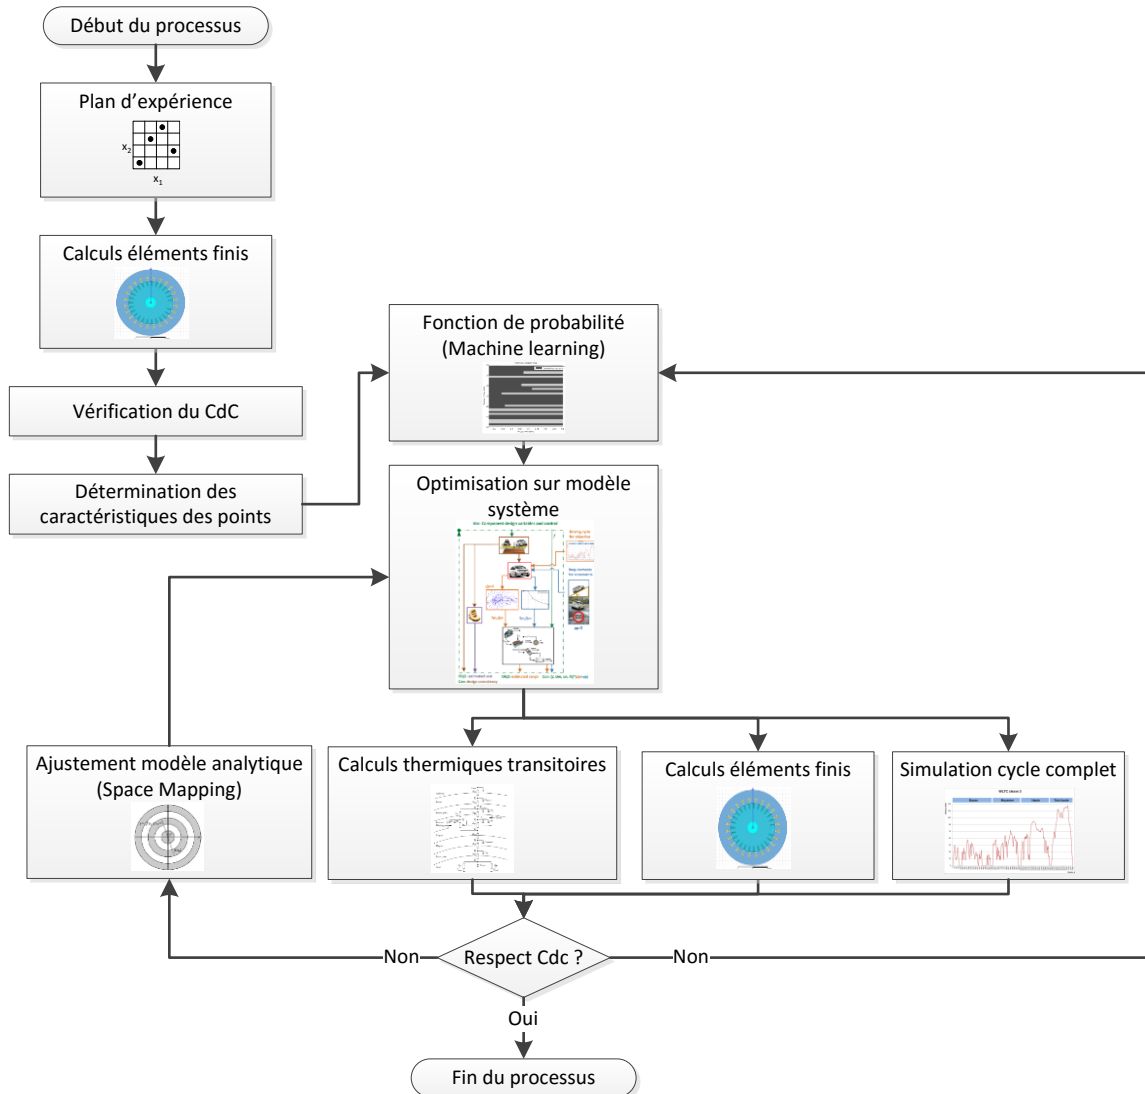 Début du processus
Plan d’expérience
x2
x1
Calculs éléments finis
Vérification du CdC
Détermination des
caractéristiques des points
Fonction de probabilité
(Machine learning)
Optimisation sur modèle
système
Ajustement modèle analytique
(Space Mapping)
Calculs thermiques transitoires
Calculs éléments finis
Simulation cycle complet
Non
Respect Cdc ?
Non
Oui
Fin du processus